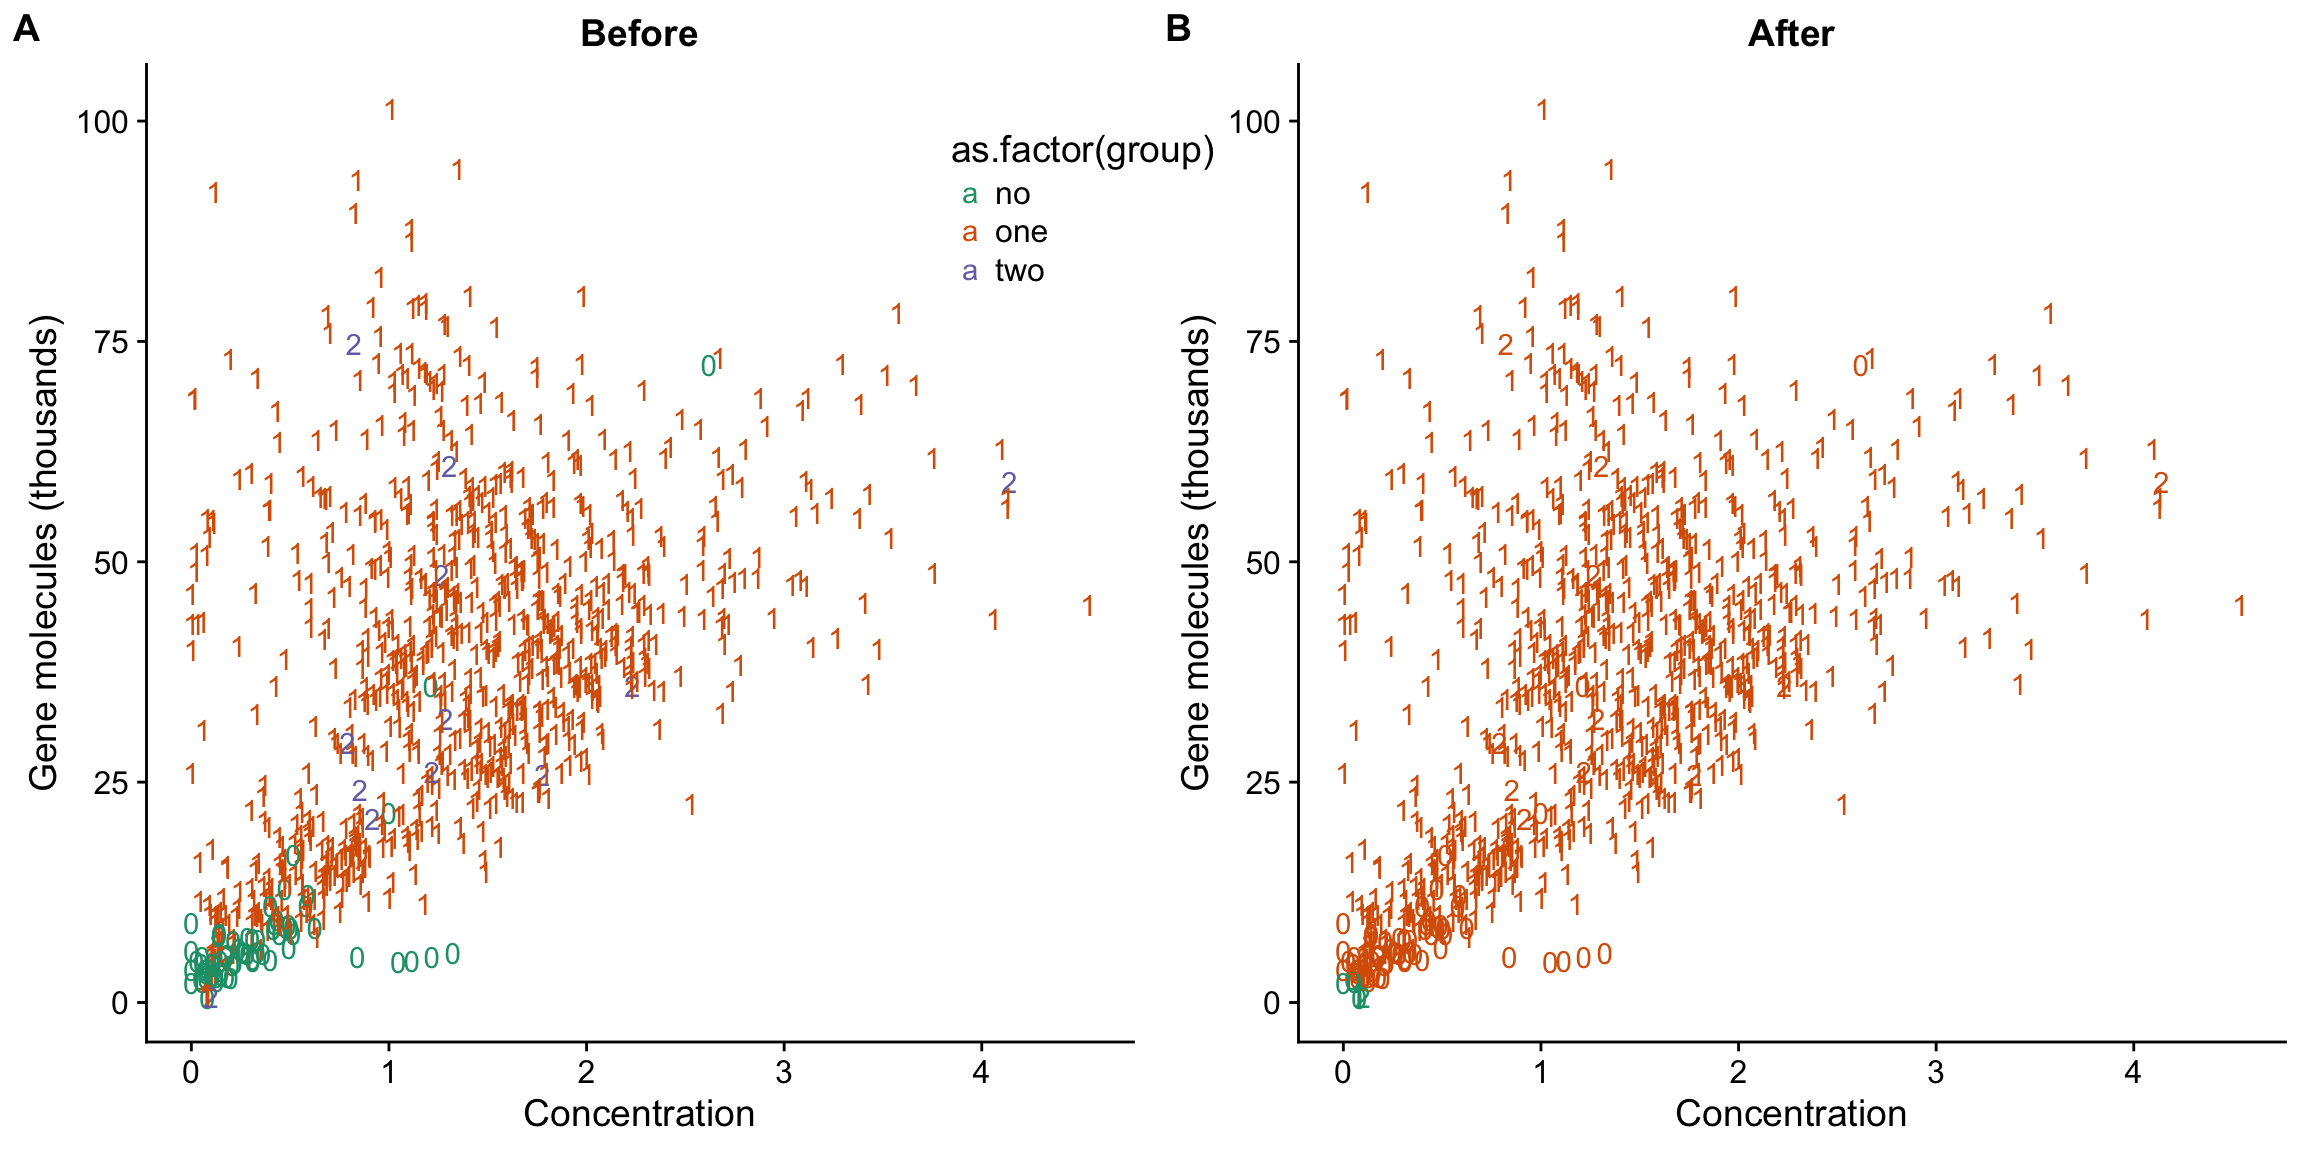 A
Before
Gene molecules (thousands)
100
75
50
25
0
as.factor(group)
a no
a one
a two
0 1 2 3 4
Concentration
B
After
Gene molecules (thousands)
100
75
50
25
0
0 1 2 3 4
Concentration